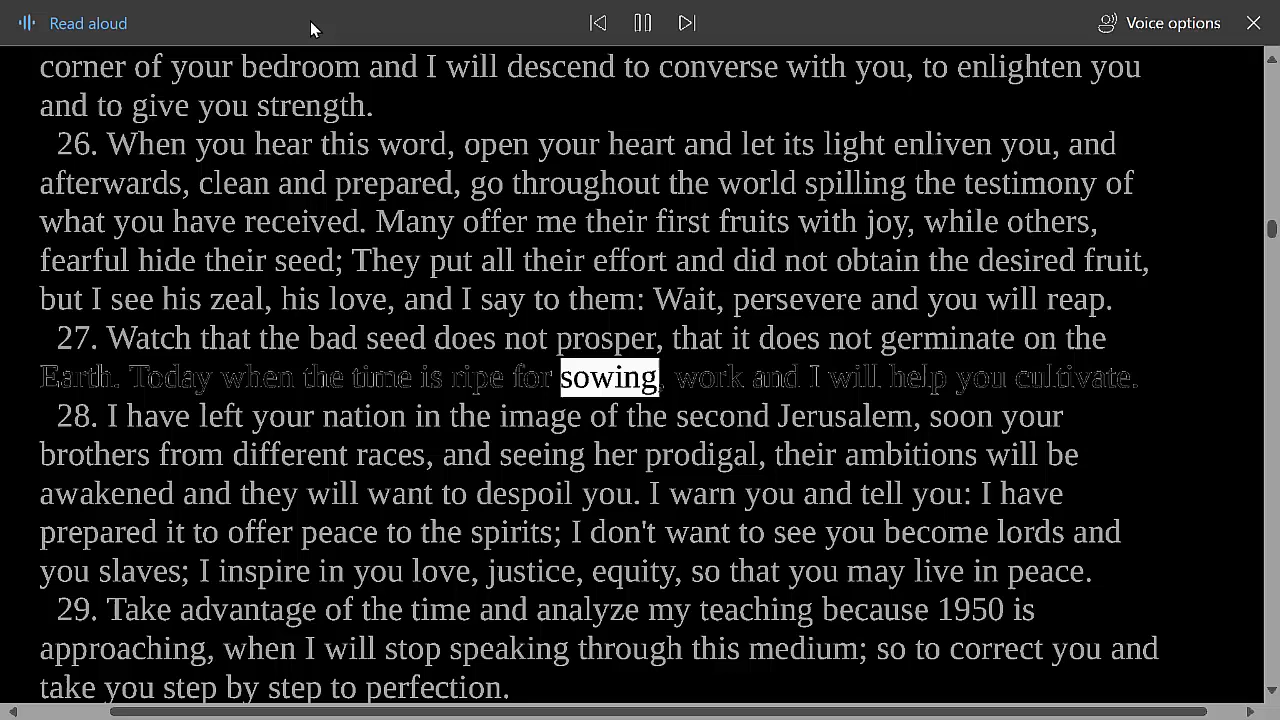 Read aloud
Voice options
corner of your bedroom and I will descend to converse with you, to enlighten you
and to give you strength.
26. When you hear this word, open your heart and let its light enliven you, and
afterwards, clean and prepared, go throughout the world spilling the testimony of
what you have received. Many offer me their first fruits with joy, while others,
fearful hide their seed; They put all their effort and did not obtain the desired fruit,
but I see his zeal, his love, and I say to them: Wait, persevere and you will reap.
27. Watch that the bad seed does not prosper, that it does not germinate on the
Earth. Today when the time is ripe for sowing, work and I will help you cultivate.
28. I have left your nation in the image of the second Jerusalem, soon your
brothers from different races, and seeing her prodigal, their ambitions will be
awakened and they will want to despoil you. I warn you and tell you: I have
prepared it to offer peace to the spirits; I don't want to see you become lords and
you slaves; I inspire in you love, justice, equity, so that you may live in peace.
29. Take advantage of the time and analyze my teaching because 1950 is
approaching, when I will stop speaking through this medium; so to correct you and
take you step by step to perfection.